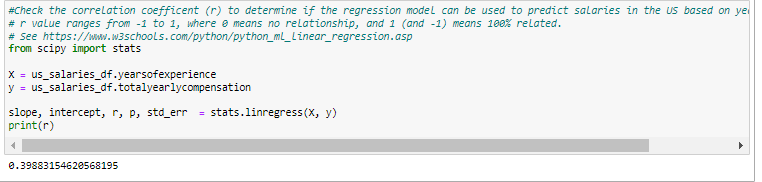 #Check the correlation coefficent (r) to determine if the regression model can be used to predict salaries in the US based on
# r value ranges from -1 to 1, where 0 means no relationship, and 1 (and -1) means 100% related.
# See https://www.w3schools.com/python/python_ml_linear_regression.asp
from scipy import stats
X = us_salaries_df.yearsofexperience
y = us_salaries_df.totalyearlycompensation
slope, intercept, r, p, std_err  = stats.linregress(X, y)
print(r)
0.39883154620568195